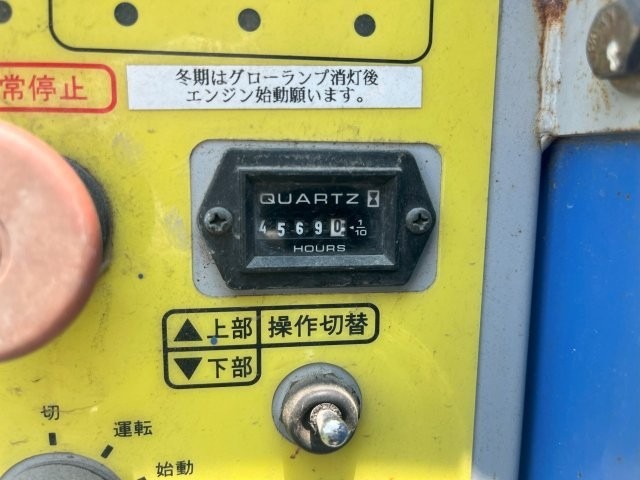 冬期はグローランプ消灯後
エンジン始動願います。
常停止
QUARTZ
45690 1/10
HOURS
▲上部 操作切替
▼下部
切
運転
始動